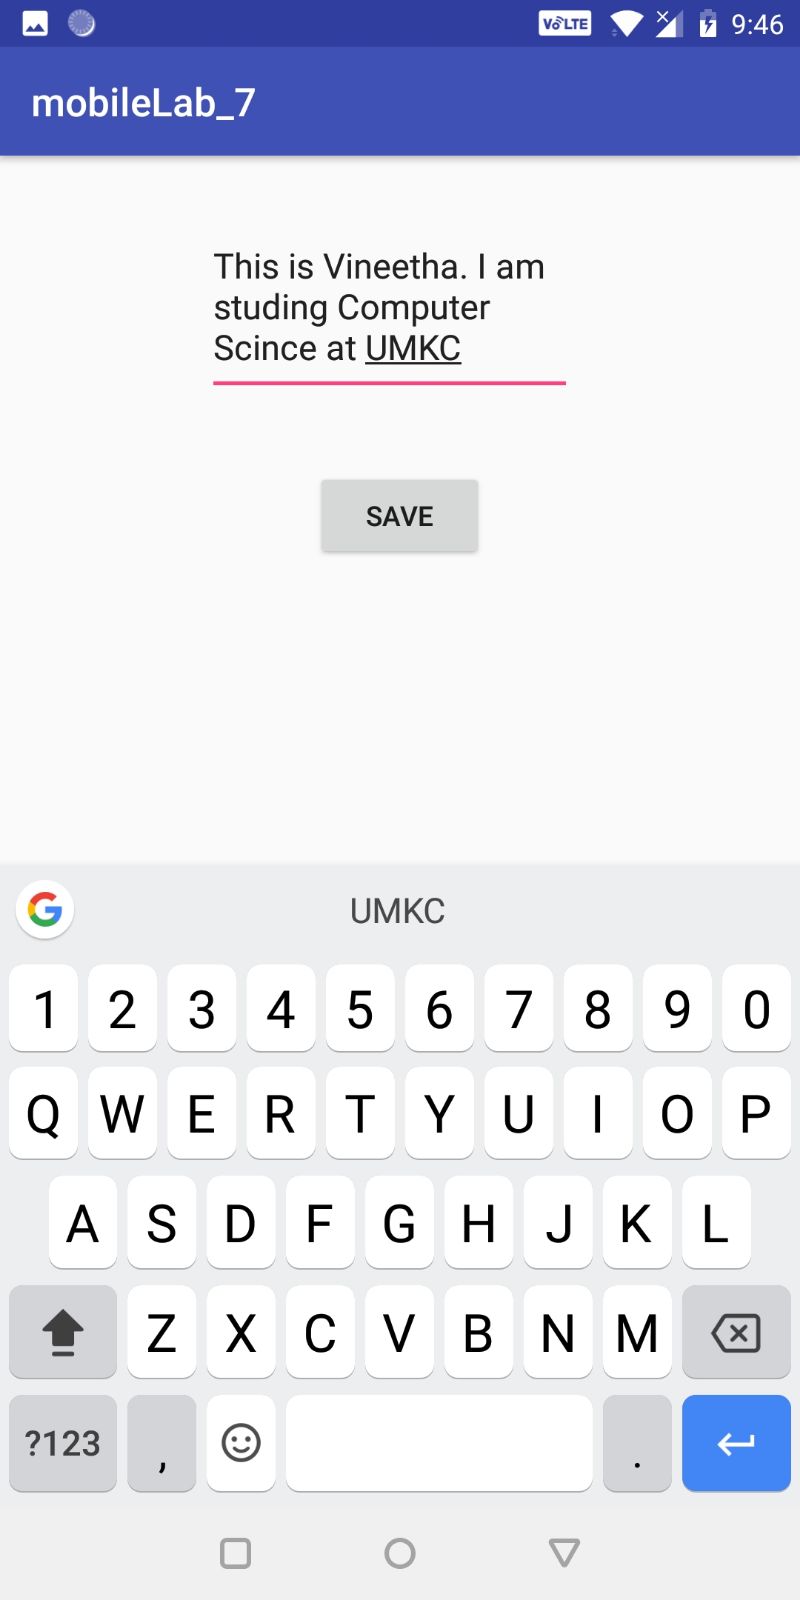 VoLTE 9:46
mobileLab_7
This is Vineetha. I am
studing Computer
Scince at UMKC
SAVE
G UMKC
1 2 3 4 5 6 7 8 9 0
Q W E R T Y U I O P
A S D F G H J K L
Z X C V B N M
?123 , .